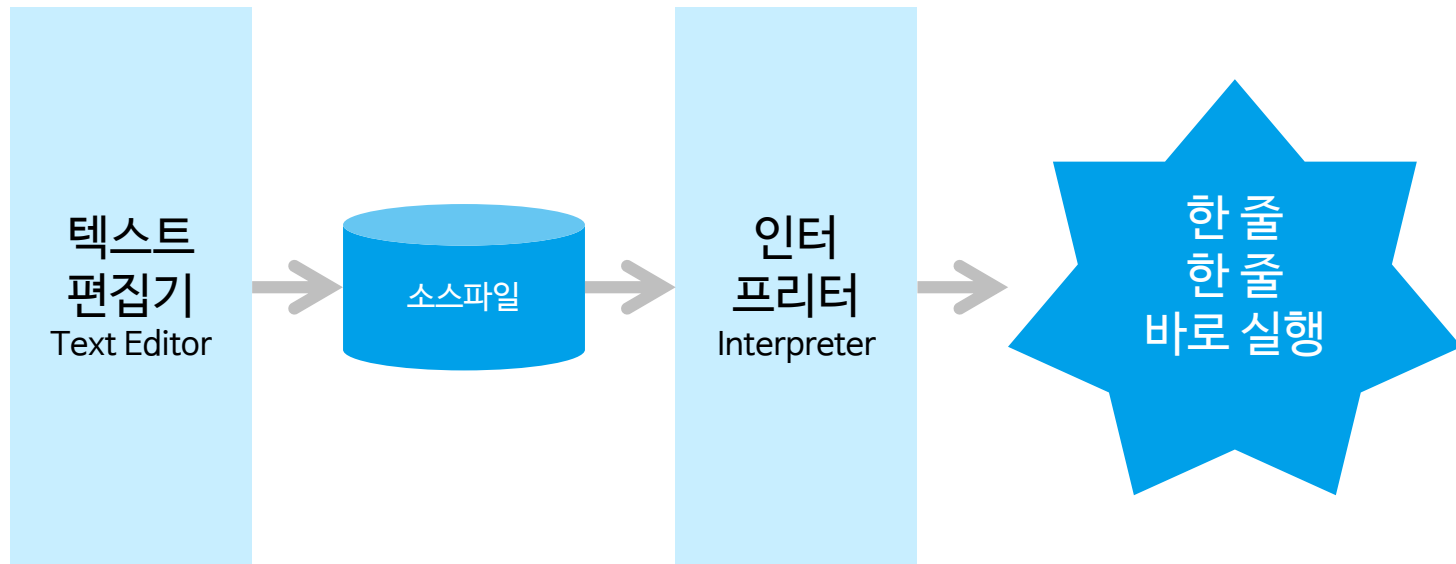 텍스트
편집기
Text Editor
소스파일
인터
프리터
Interpreter
한 줄
한 줄
바로 실행